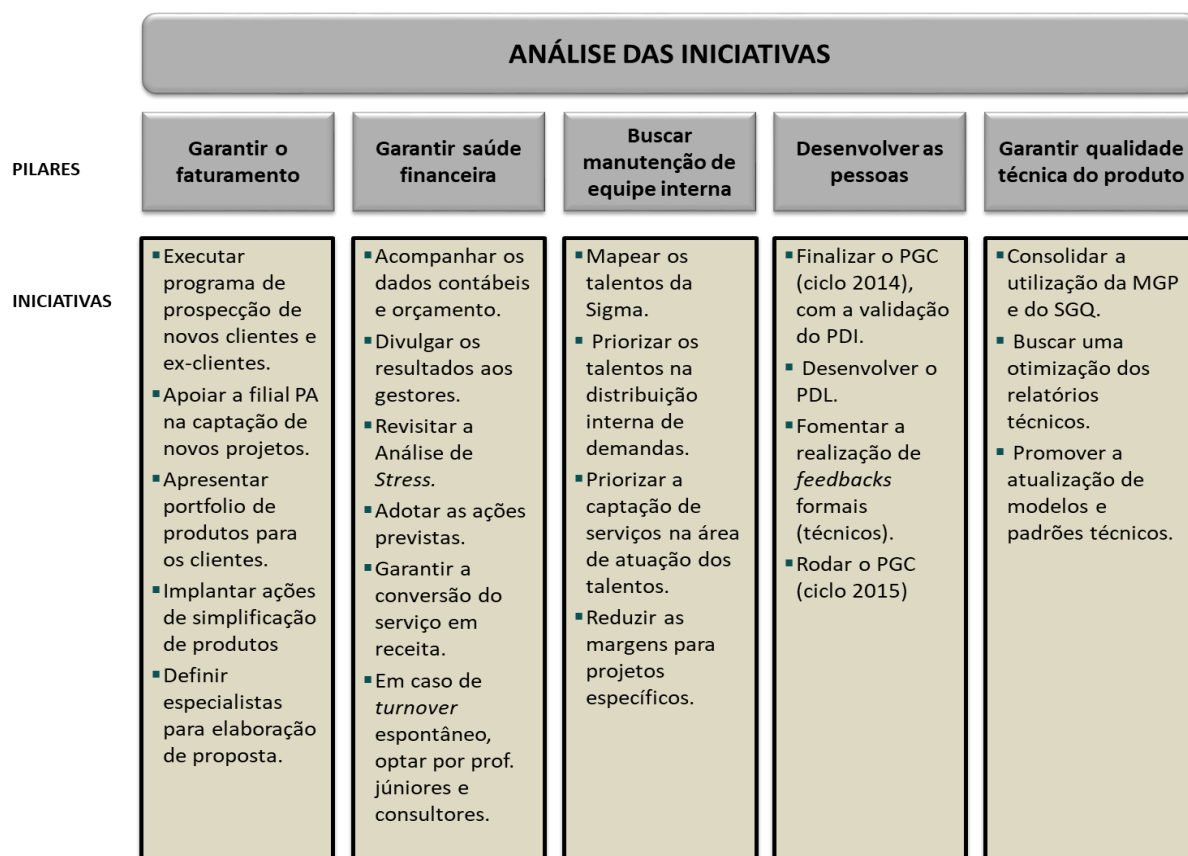 ANÁLISE DAS INICIATIVAS
PILARES
Garantir o
faturamento
Garantir saúde
financeira
Buscar
manutenção de
equipe interna
Desenvolver as
pessoas
Garantir qualidade
técnica do produto
INICIATIVAS
▪Executar
programa de
prospecção de
novos clientes e
ex-clientes.
▪Apoiar a filial PA
na captação de
novos projetos.
▪Apresentar
portfolio de
produtos para
os clientes.
▪Implantar ações
de simplificação
de produtos
▪Definir
especialistas
para elaboração
de proposta.
▪Acompanhar os
dados contábeis
e orçamento.
▪Divulgar os
resultados aos
gestores.
▪Revisitar a
Análise de
Stress.
▪Adotar as ações
previstas.
▪Garantir a
conversão do
serviço em
receita.
▪Em caso de
turnover
espontâneo,
optar por prof.
júniores e
consultores.
▪Mapear os
talentos da
Sigma.
▪ Priorizar os
talentos na
distribuição
interna de
demandas.
▪Priorizar a
captação de
serviços na área
de atuação dos
talentos.
▪Reduzir as
margens para
projetos
específicos.
▪Finalizar o PGC
(ciclo 2014),
com a validação
do PDI.
▪ Desenvolver o
PDL.
▪Fomentar a
realização de
feedbacks
formais
(técnicos).
▪Rodar o PGC
(ciclo 2015)
▪Consolidar a
utilização da MGP
e do SGQ.
▪ Buscar uma
otimização dos
relatórios
técnicos.
▪ Promover a
atualização de
modelos e
padrões técnicos.